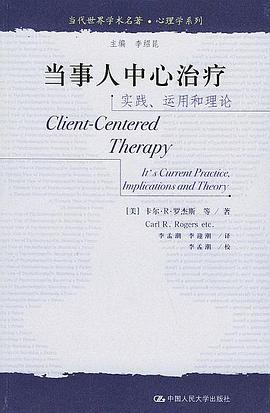 当代世界学术名著·心理学系列
主编 李绍昆
当事人中心治疗
实践、运用和理论
Client-Centered
Therapy
It's Current Practice,
Implications and Theory
[美] 卡尔·R·罗杰斯 等/著
Carl R. Rogers etc.
李孟潮 李迎潮/译
李孟潮/校
中国人民大学出版社